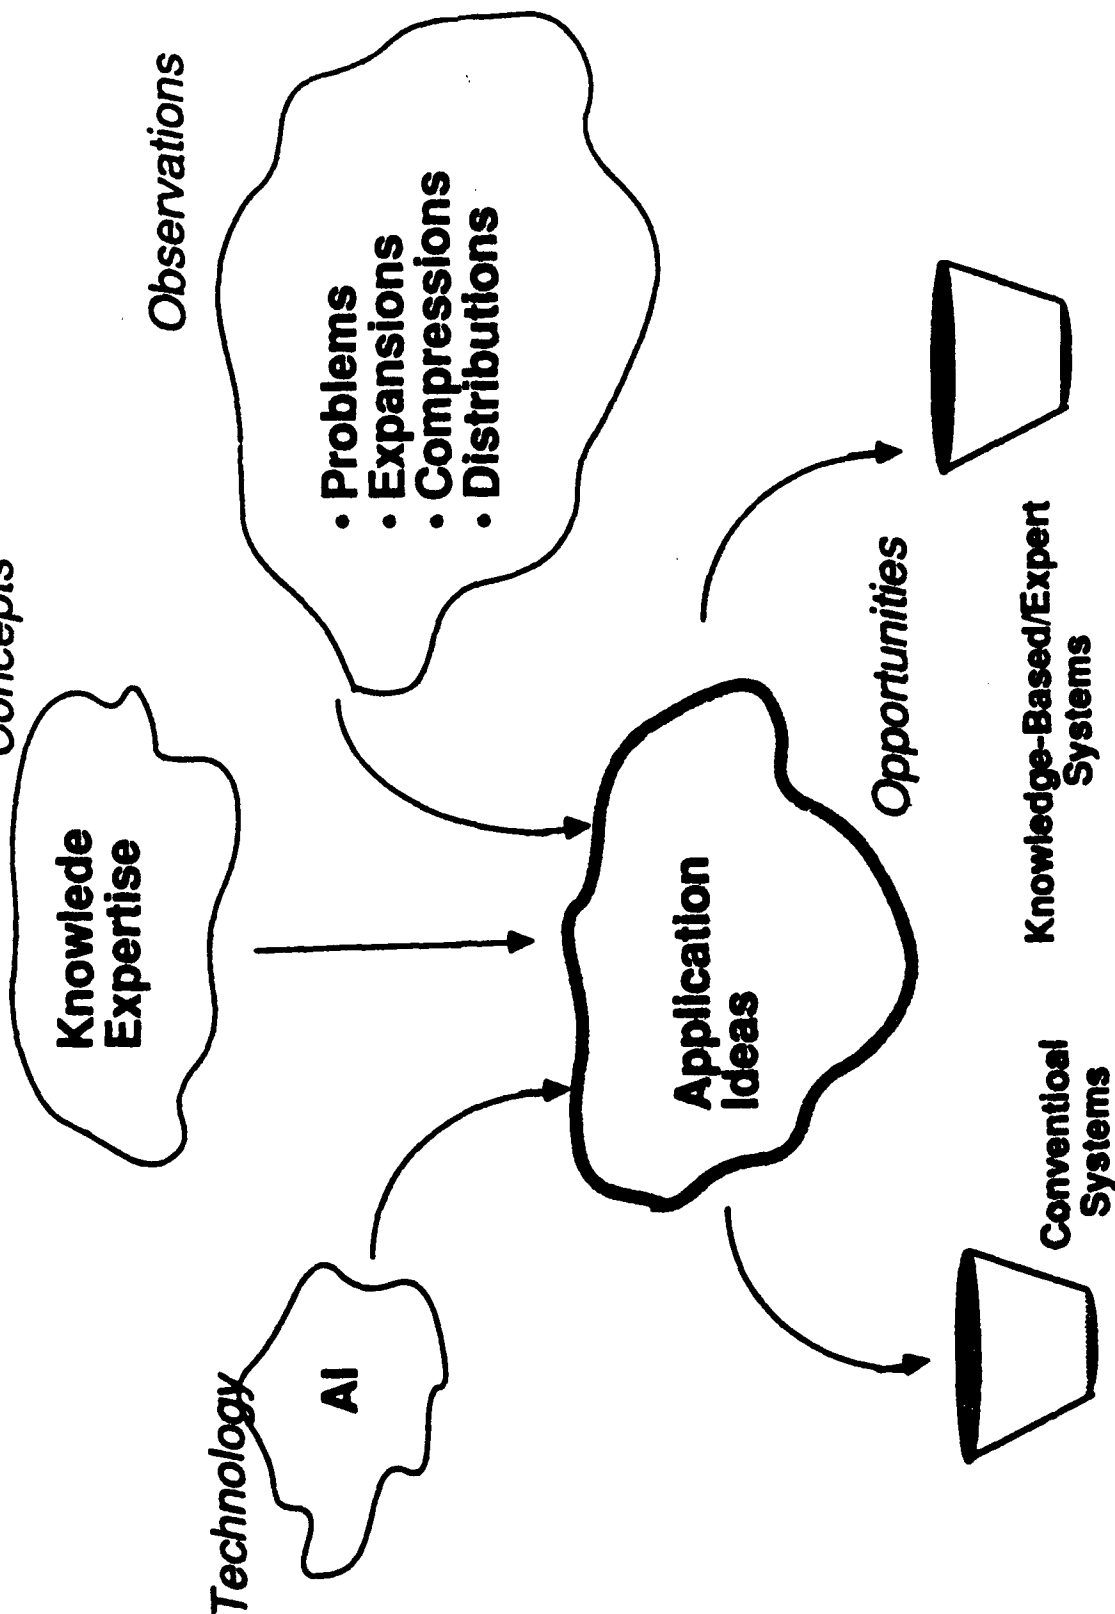 Concepts
Technology
Observations
Knowlede
Expertise
AI
• Problems
• Expansions
• Compressions
• Distributions
Application
Ideas
Opportunities
Conventioal
Systems
Knowledge-Based/Expert
Systems